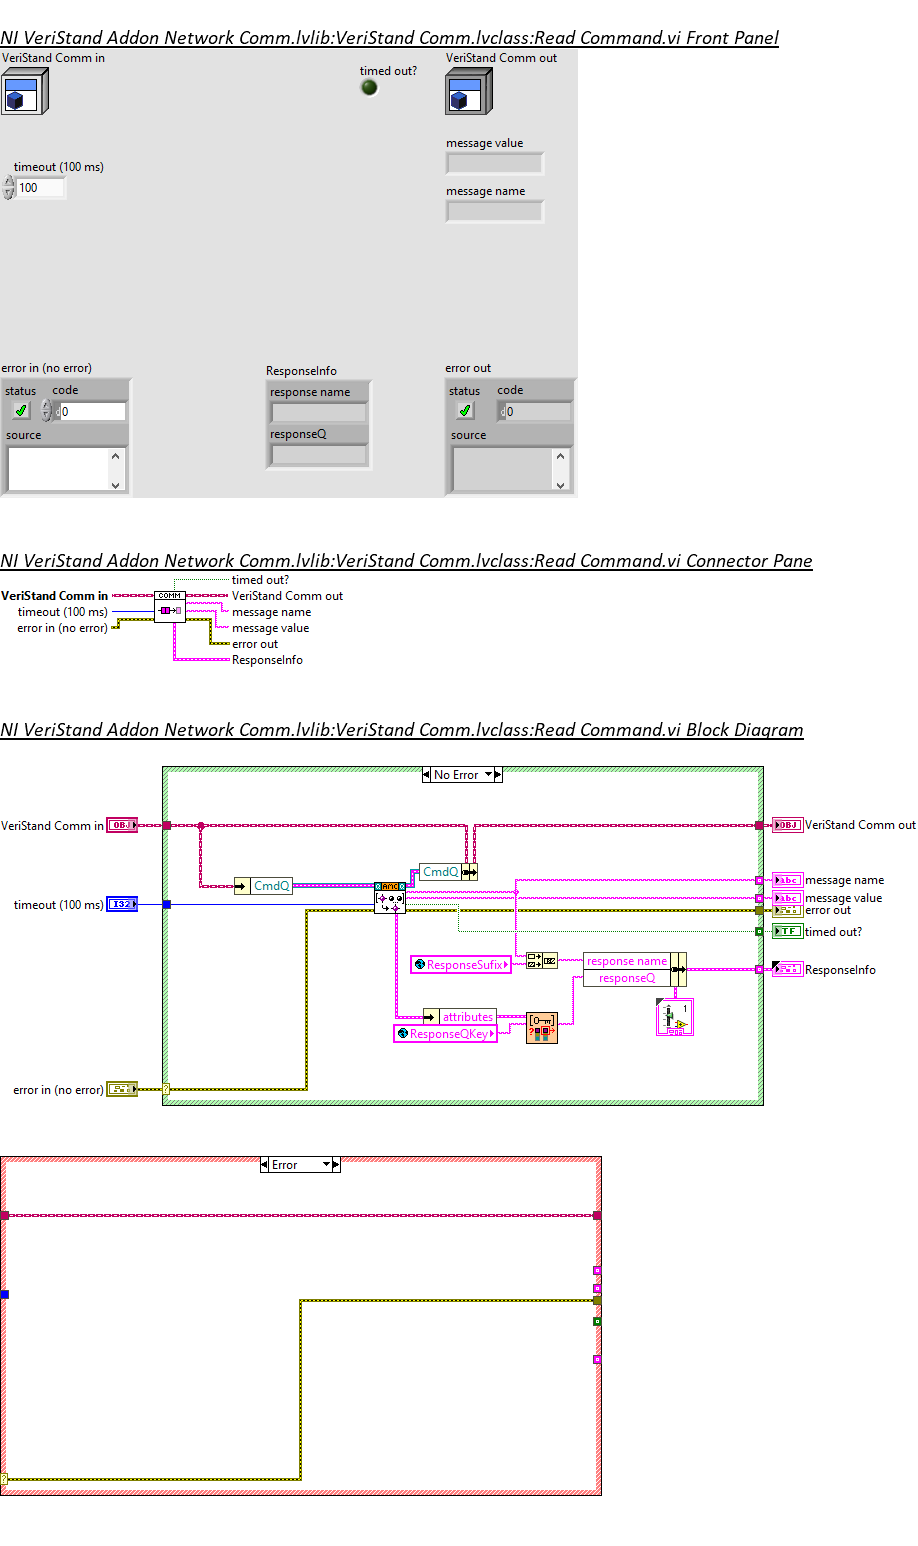 NI VeriStand Addon Network Comm.lvlib:VeriStand Comm.lvclass:Read Command.vi Front Panel
VeriStand Comm in
timed out?
VeriStand Comm out
message value
timeout (100 ms)
100
message name
error in (no error)
status
code
d
0
source
ResponseInfo
response name
responseQ
error out
status
code
d
0
source
NI VeriStand Addon Network Comm.lvlib:VeriStand Comm.lvclass:Read Command.vi Connector Pane
timed out?
VeriStand Comm in
COMM
VeriStand Comm out
timeout (100 ms)
message name
error in (no error)
message value
error out
ResponseInfo
NI VeriStand Addon Network Comm.lvlib:VeriStand Comm.lvclass:Read Command.vi Block Diagram
No Error
VeriStand Comm in
OBJ
OBJ
VeriStand Comm out
CmdQ
CmdQ
AMC
timeout (100 ms)
I32
abc
message name
abc
message value
error out
TF
timed out?
ResponseSufix
response name
responseQ
ResponseInfo
attributes
ResponseQKey
?
1
error in (no error)
?
Error
?